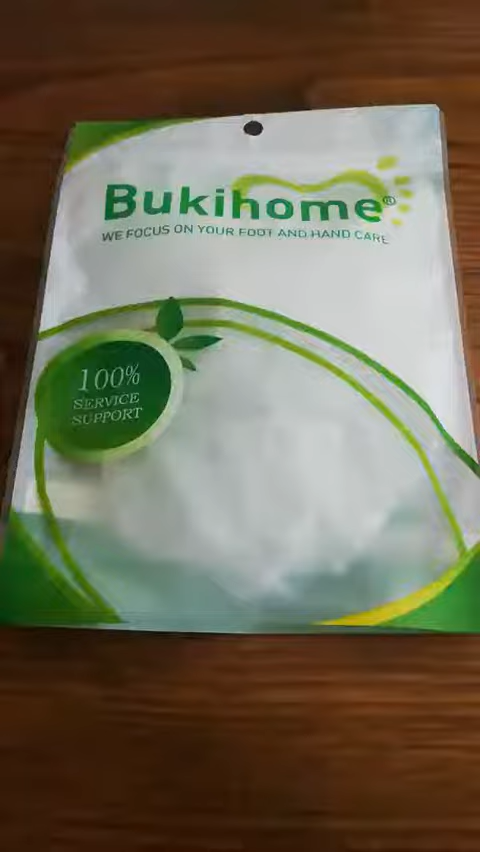 Bukihome®
WE FOCUS ON YOUR FOOT AND HAND CARE
100%
SERVICE
SUPPORT